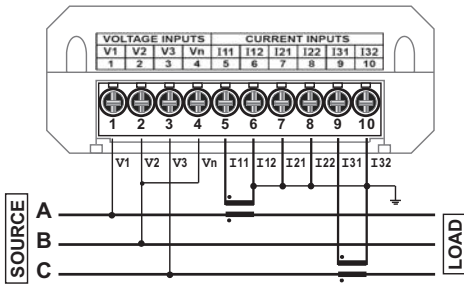 VOLTAGE INPUTS CURRENT INPUTS
V1 V2 V3 Vn I11 I12 I21 I22 I31 I32
1 2 3 4 5 6 7 8 9 10
1 2 3 4 5 6 7 8 9 10
V1 V2 V3 Vn I11 I12 I21 I22 I31 I32
SOURCE
A
B
C
LOAD